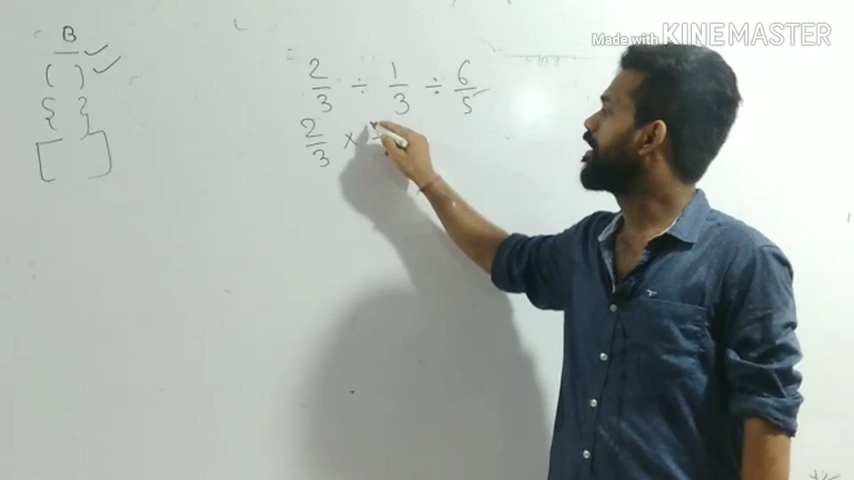 Made with KINEMASTER
B
( )
{ }
[ ]
2/3 ÷ 1/3 ÷ 6/5
2/3 ×